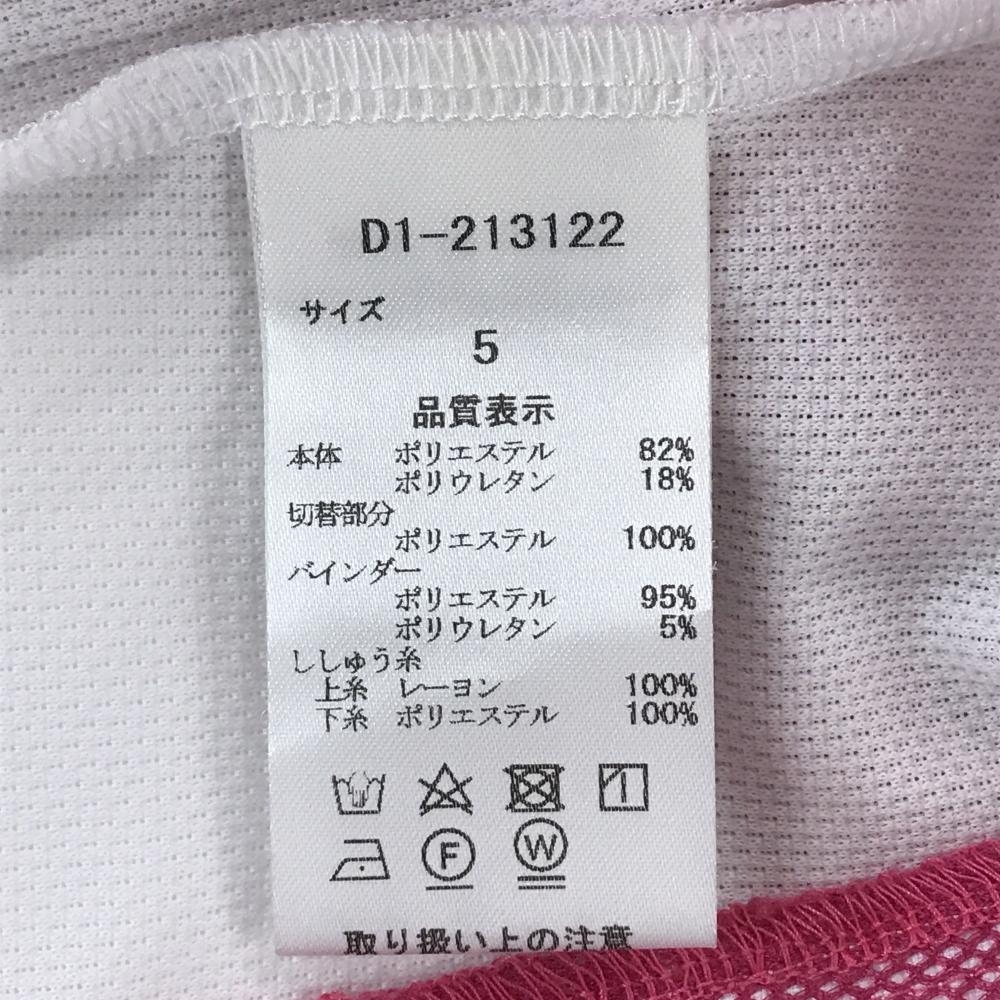 D1-213122
サイズ
5
品質表示
本体 ポリエステル 82%
ポリウレタン 18%
切替部分
ポリエステル 100%
バインダー
ポリエステル 95%
ポリウレタン 5%
ししゅう糸
上糸 レーヨン 100%
下糸 ポリエステル 100%
F
W
取り扱い上の注意